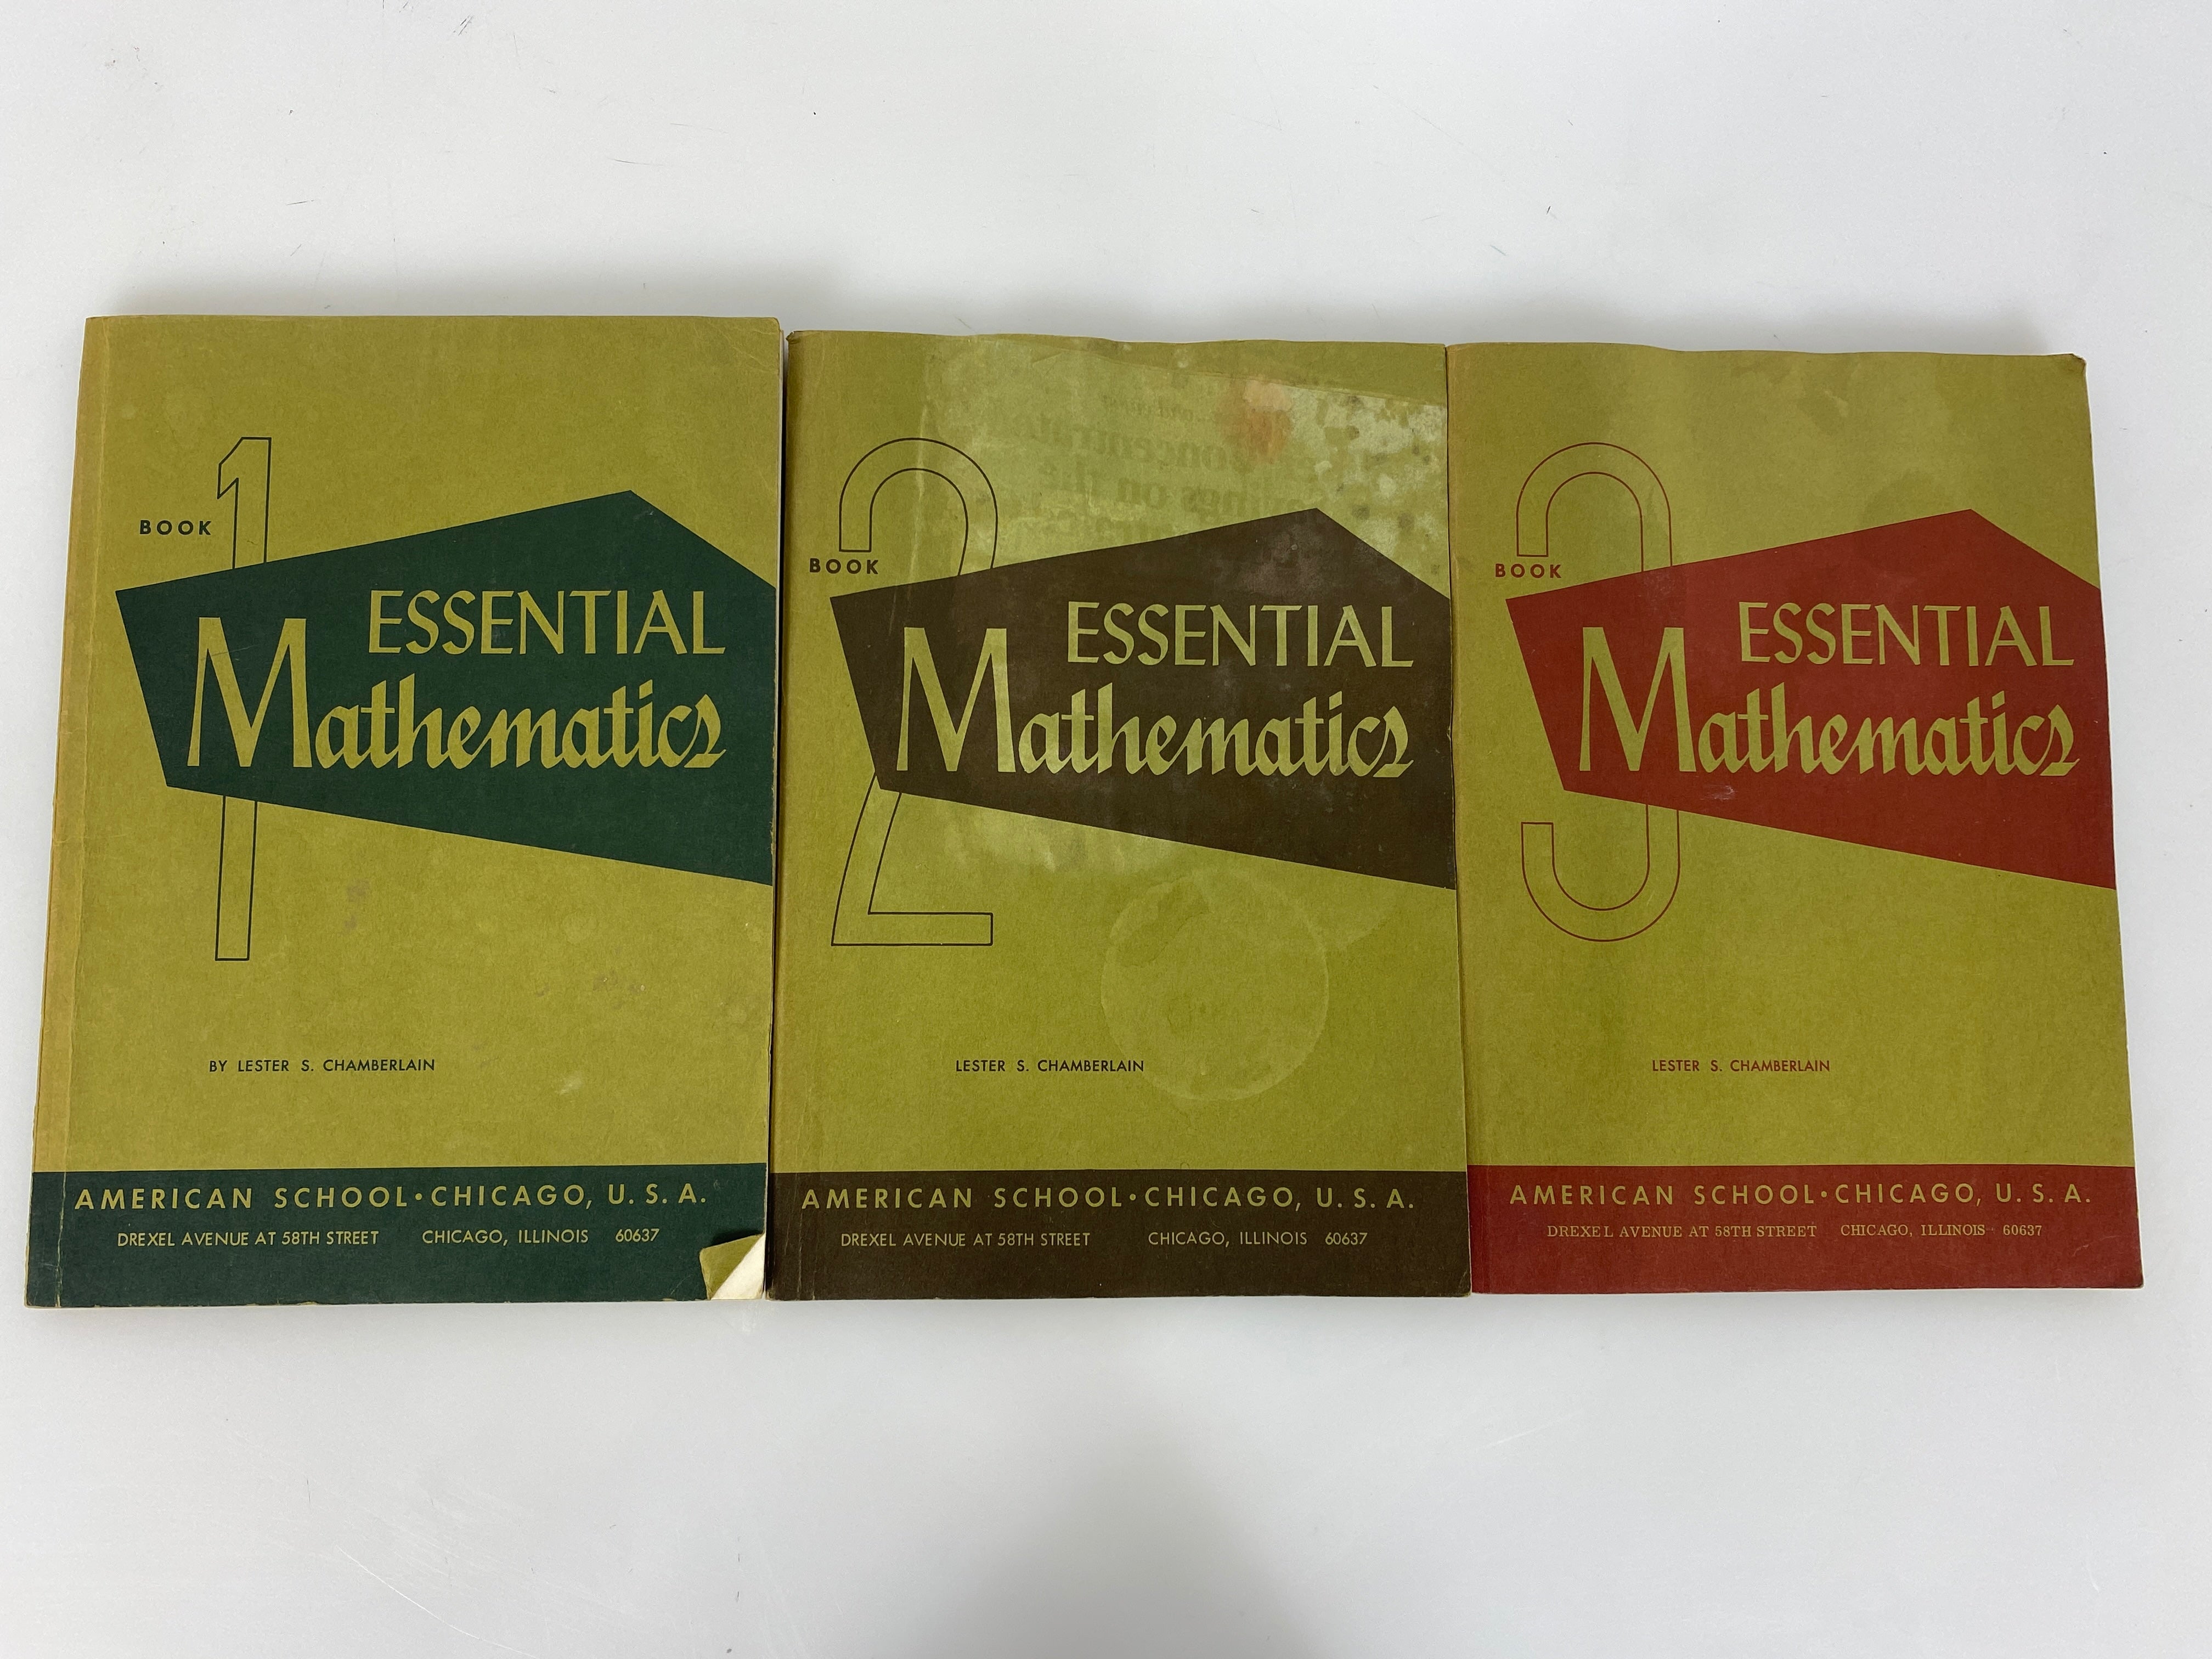 BOOK 1
ESSENTIAL
Mathematics
BY LESTER S. CHAMBERLAIN
AMERICAN SCHOOL • CHICAGO, U. S. A.
DREXEL AVENUE AT 58TH STREET CHICAGO, ILLINOIS 60637
BOOK 2
ESSENTIAL
Mathematics
LESTER S. CHAMBERLAIN
AMERICAN SCHOOL • CHICAGO, U. S. A.
DREXEL AVENUE AT 58TH STREET CHICAGO, ILLINOIS 60637
BOOK 3
ESSENTIAL
Mathematics
LESTER S. CHAMBERLAIN
AMERICAN SCHOOL • CHICAGO, U. S. A.
DREXEL AVENUE AT 58TH STREET CHICAGO, ILLINOIS 60637